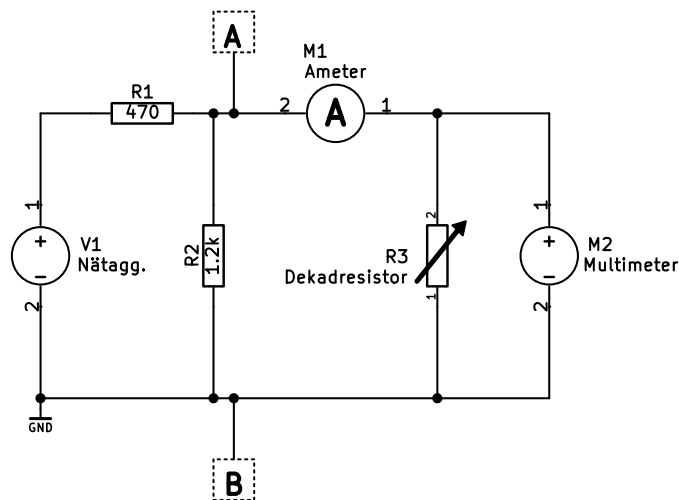 A
M1
Ameter
R1
470
2
A
1
1
V1
Nätagg.
2
R2
1.2k
2
R3
Dekadresistor
1
1
M2
Multimeter
2
GND
B